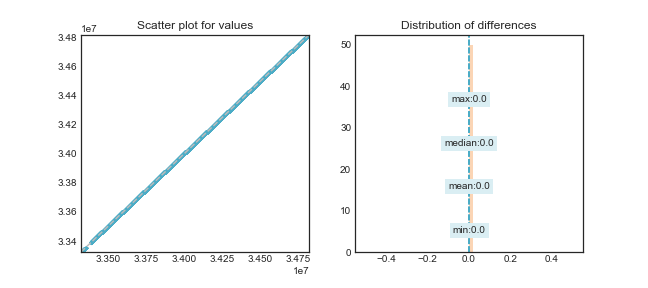 Scatter plot for values
1e7
3.48
3.46
3.44
3.42
3.40
3.38
3.36
3.34
3.350 3.375 3.400 3.425 3.450 3.475
1e7
Distribution of differences
50
40
30
20
10
0
max:0.0
median:0.0
mean:0.0
min:0.0
−0.4 −0.2 0.0 0.2 0.4